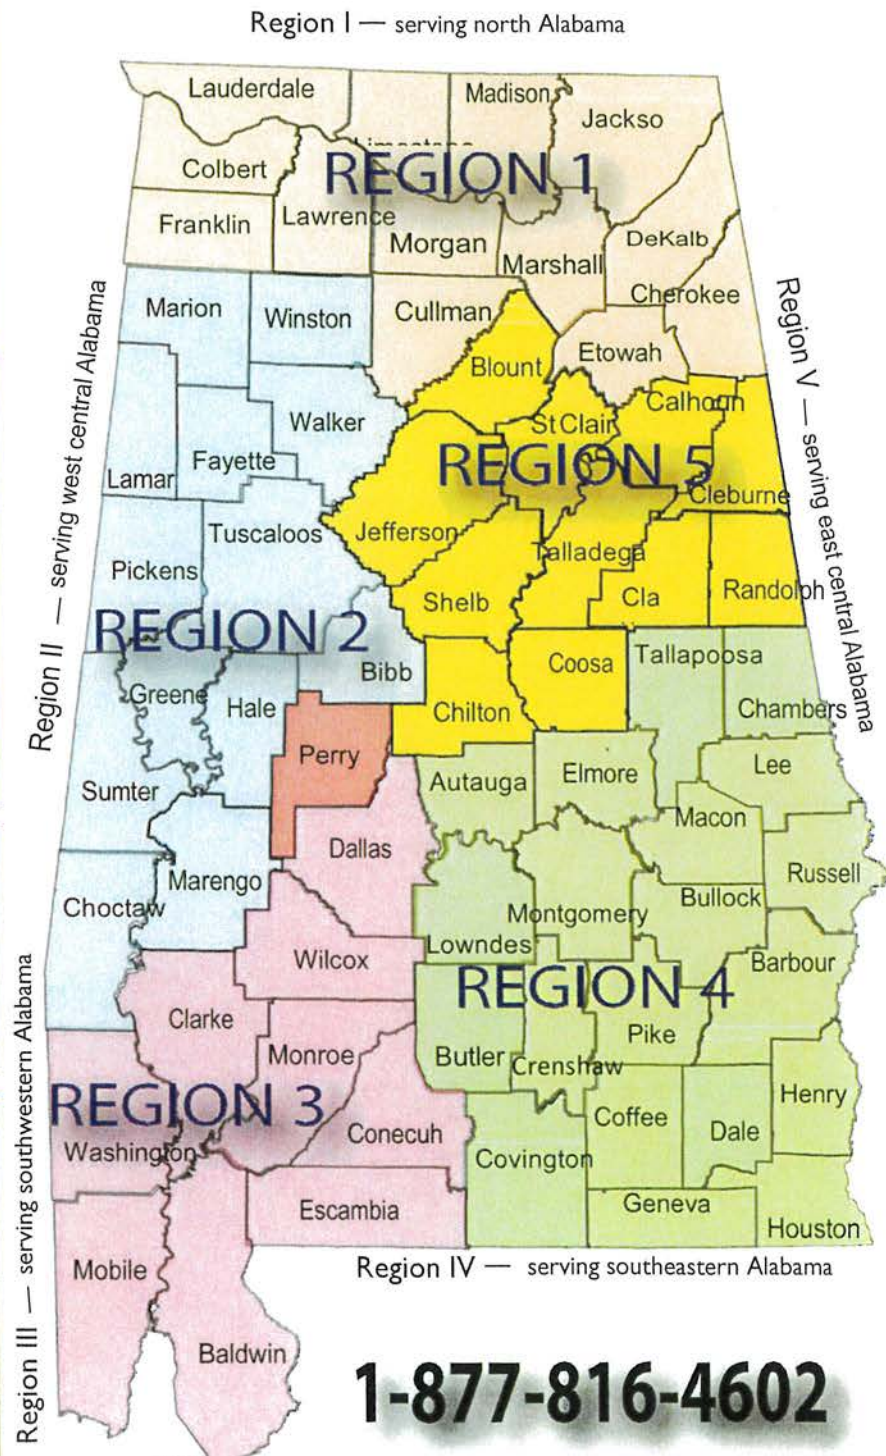 Region I — serving north Alabama
Lauderdale
Madison
Jackso
Limestone
Colbert
REGION 1
Franklin
Lawrence
Morgan
DeKalb
Marshall
Cherokee
Marion
Winston
Cullman
Etowah
Blount
Calhoun
Walker
St Clair
Fayette
REGION 5
Lamar
Cleburne
Tuscaloos
Jefferson
Talladega
Pickens
Shelb
Cla
Randolph
REGION 2
Bibb
Coosa
Tallapoosa
Greene
Hale
Chilton
Chambers
Perry
Autauga
Elmore
Lee
Sumter
Macon
Dallas
Marengo
Russell
Choctaw
Montgomery
Bullock
Lowndes
Wilcox
Barbour
REGION 4
Clarke
Pike
Monroe
Butler
Crenshaw
REGION 3
Henry
Conecuh
Coffee
Dale
Washington
Covington
Escambia
Geneva
Houston
Mobile
Baldwin
Region II — serving west central Alabama
Region V — serving east central Alabama
Region III — serving southwestern Alabama
Region IV — serving southeastern Alabama
1-877-816-4602